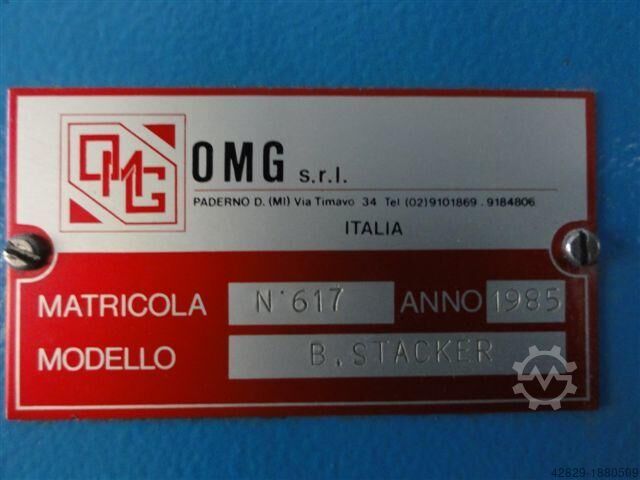 OMG
OMG s.r.l.
PADERNO D. (MI) Via Timavo 34 Tel (02)9101869 . 9184806
ITALIA
MATRICOLA N° 617 ANNO 1985
MODELLO B. STACKER
42829-1880509